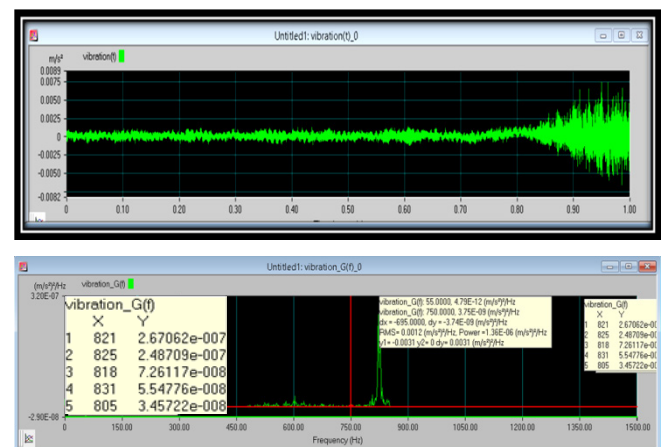 Untitled1: vibration(t)_0
m/s² vibration(t)
0.0089
0.0075
0.0050
0.0025
0
-0.0025
-0.0050
-0.0082
0 0.10 0.20 0.30 0.40 0.50 0.60 0.70 0.80 0.90 1.00
Untitled1: vibration_G(f)_0
(m/s²)²/Hz vibration_G(f)
3.20E-07
vibration_G(f)
X Y
1 821 2.67062e-007
2 825 2.48709e-007
3 818 7.26117e-008
4 831 5.54776e-008
5 805 3.45722e-008
vibration_G(f): 55.0000, 4.79E-12 (m/s²)²/Hz
vibration_G(f): 750.0000, 3.75E-09 (m/s²)²/Hz
dx = -695.0000, dy = -3.74E-09 (m/s²)²/Hz
RMS= 0.0012 (m/s²)²/Hz, Power =1.36E-06 (m/s²)²/Hz
y1= -0.0031 y2= 0 dy= 0.0031 (m/s²)²/Hz
vibration_G(f)
X Y
1 821 2.67062e-0
2 825 2.48709e-0
3 818 7.26117e-0
4 831 5.54776e-0
5 805 3.45722e-0
-2.90E-08
0 150.00 300.00 450.00 600.00 750.00 900.00 1050.00 1200.00 1350.00 1500.00
Frequency (Hz)